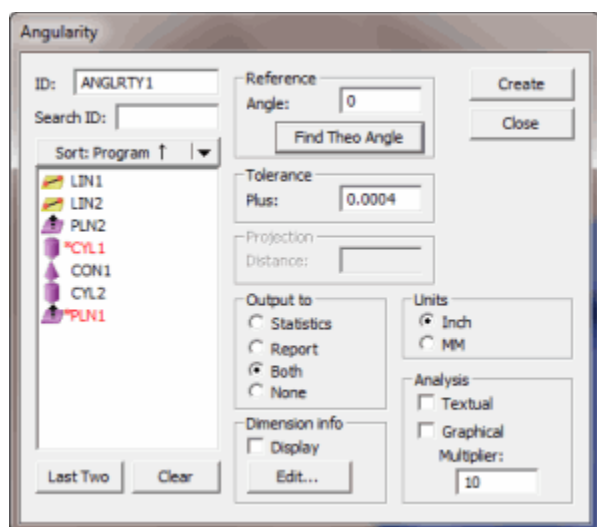 Angularity
ID: ANGLRTY1
Search ID:
Sort: Program ↑
LIN1
LIN2
PLN2
*CYL1
CON1
CYL2
*PLN1
Last Two
Clear
Reference
Angle: 0
Find Theo Angle
Tolerance
Plus: 0.0004
Projection
Distance:
Output to
Statistics
Report
Both
None
Dimension info
Display
Edit...
Create
Close
Units
Inch
MM
Analysis
Textual
Graphical
Multiplier:
10